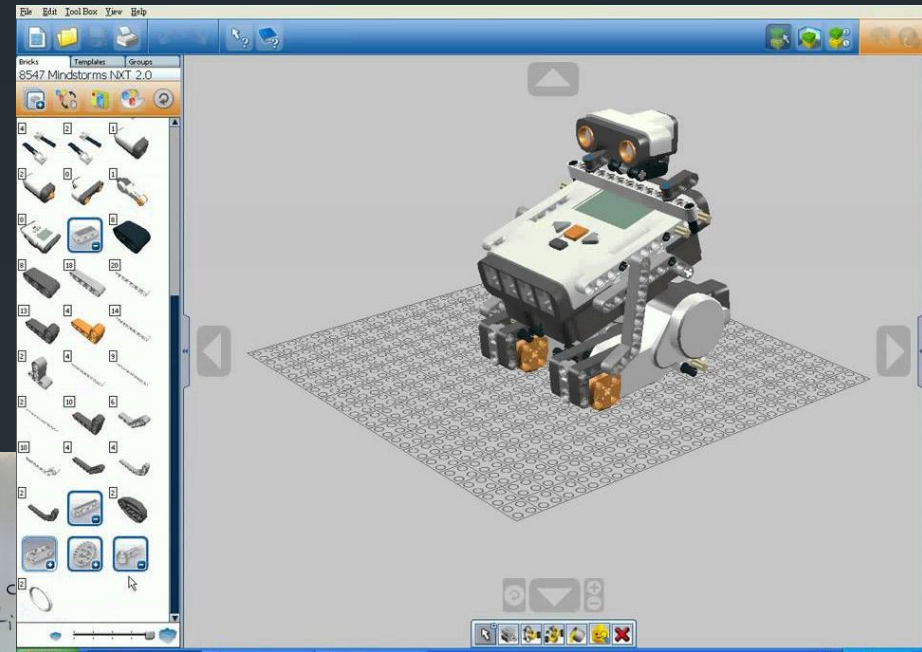 File Edit Tool Box View Help
Bricks Templates Groups
8547 Mindstorms NXT 2.0
4 2 1
2 0 1
0 8
8 18 20
13 4 14
2 4 9
2 10 6
10 4 4
2 2
2